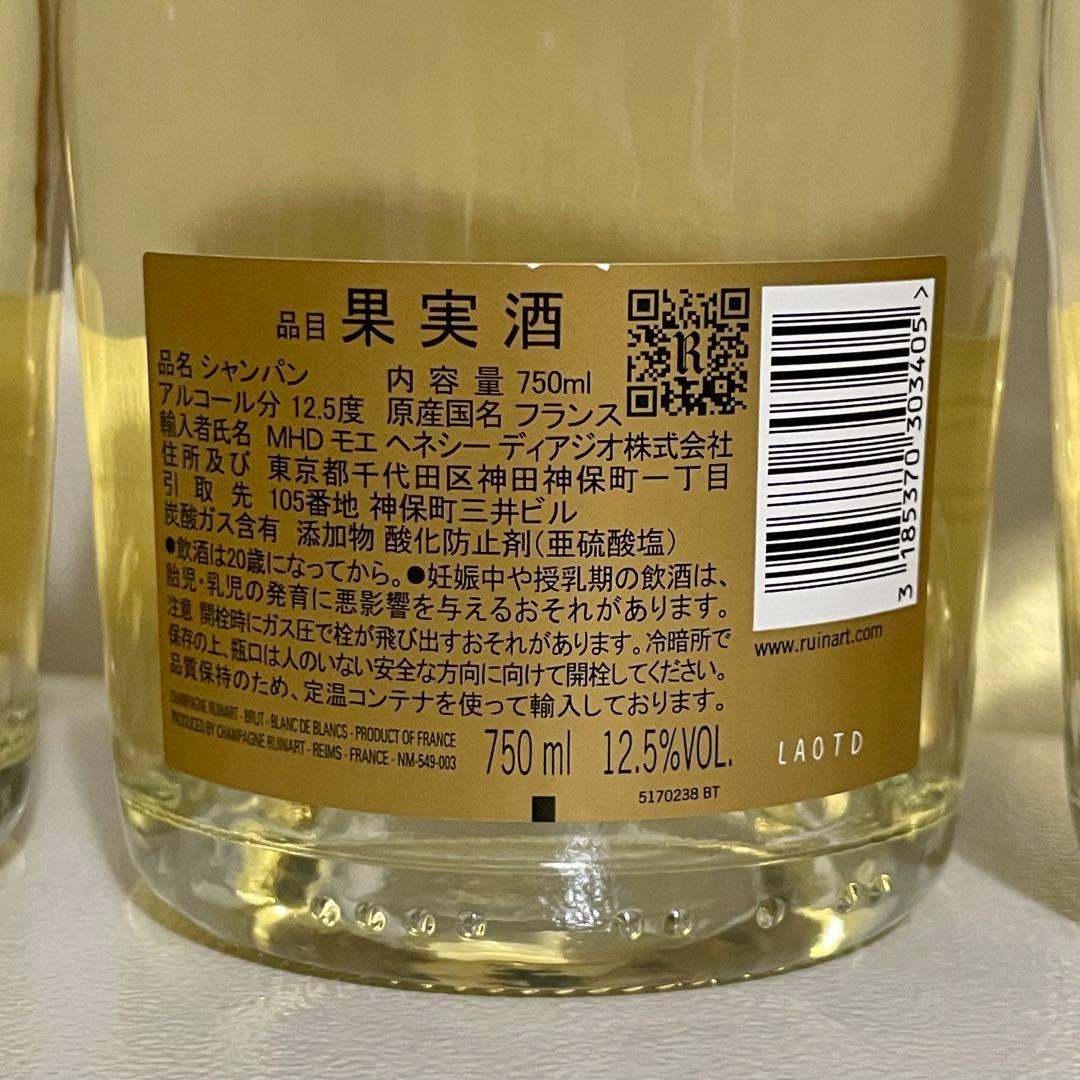 品目 果実酒
品名 シャンパン 内容量 750ml
アルコール分 12.5度 原産国名 フランス
輸入者氏名 MHD モエ ヘネシー ディアジオ株式会社
住所及び 東京都千代田区神田神保町一丁目
引取先 105番地 神保町三井ビル
炭酸ガス含有 添加物 酸化防止剤(亜硫酸塩)
●飲酒は20歳になってから。●妊娠中や授乳期の飲酒は、
胎児・乳児の発育に悪影響を与えるおそれがあります。
注意 開栓時にガス圧で栓が飛び出すおそれがあります。冷暗所で
保存の上、瓶口は人のいない安全な方向に向けて開栓してください。
品質保持のため、定温コンテナを使って輸入しております。
CHAMPAGNE RUINART - BRUT - BLANC DE BLANCS - PRODUCT OF FRANCE
PRODUCED BY CHAMPAGNE RUINART - REIMS - FRANCE - NM-549-003
750 ml 12.5%VOL.
5170238 BT
R
3 185370 303405 >
www.ruinart.com
LAOTD